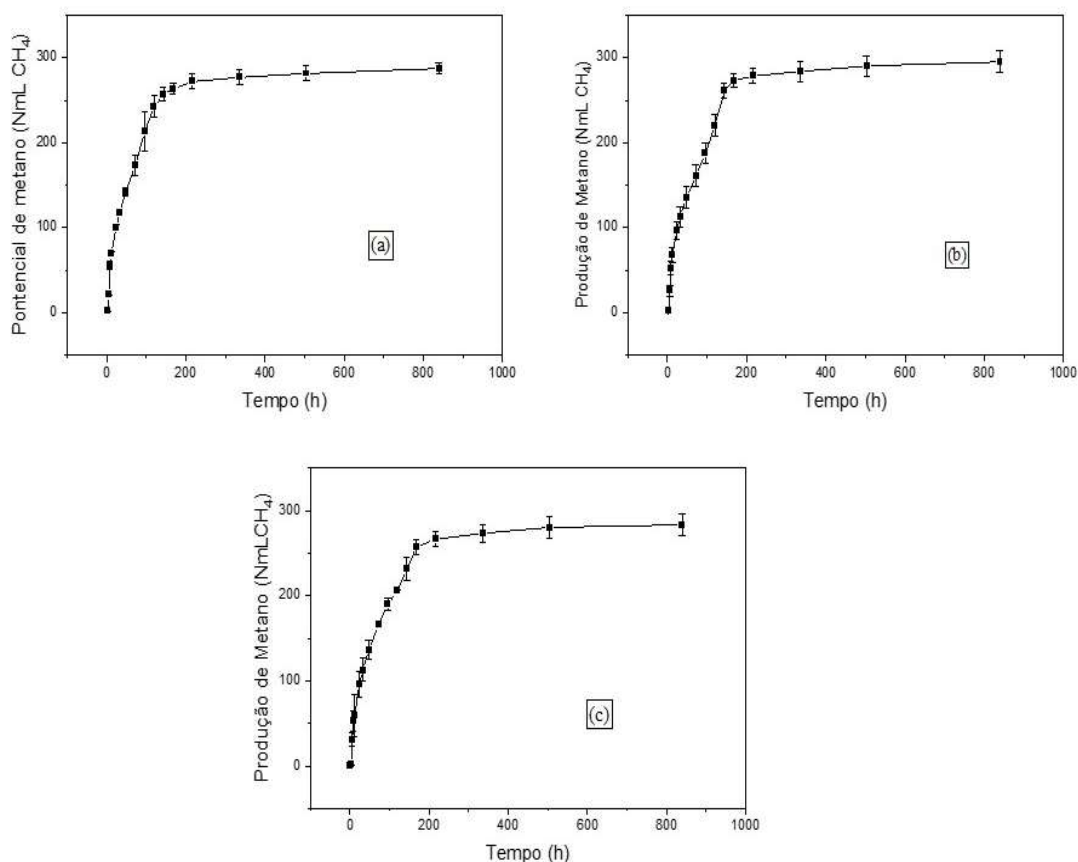 Pontencial de metano (NmL CH₄)
300
200
100
0
(a)
0 200 400 600 800 1000
Tempo (h)
Produção de Metano (NmL CH₄)
300
200
100
0
(b)
0 200 400 600 800 1000
Tempo (h)
Produção de Metano (NmLCH₄)
300
200
100
0
(c)
0 200 400 600 800 1000
Tempo (h)